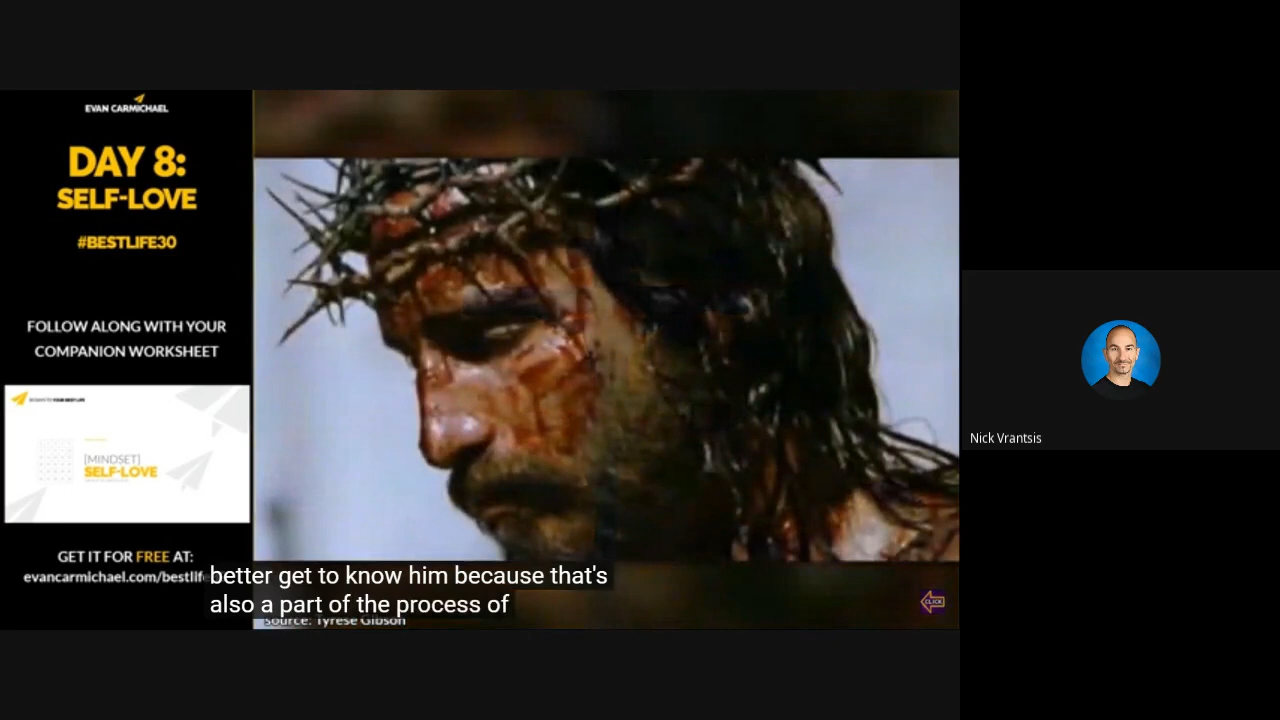 EVAN CARMICHAEL
DAY 8:
SELF-LOVE
#BESTLIFE30
FOLLOW ALONG WITH YOUR
COMPANION WORKSHEET
[MINDSET]
SELF-LOVE
GET IT FOR FREE AT:
evancarmichael.com/bestlife
better get to know him because that's
also a part of the process of
source: Tyrese Gibson
CLICK
Nick Vrantsis